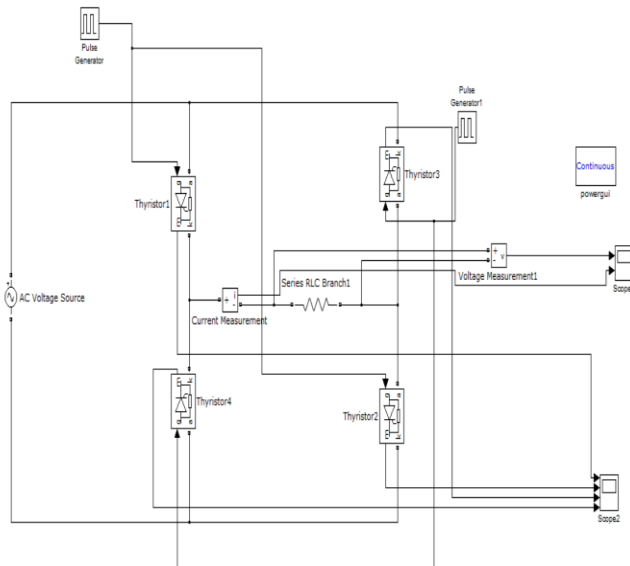 Pulse
Generator
Pulse
Generator1
Continuous
powergui
Thyristor1
Thyristor3
Series RLC Branch1
Voltage Measurement1
Scope
AC Voltage Source
Current Measurement
Thyristor4
Thyristor2
Scope2